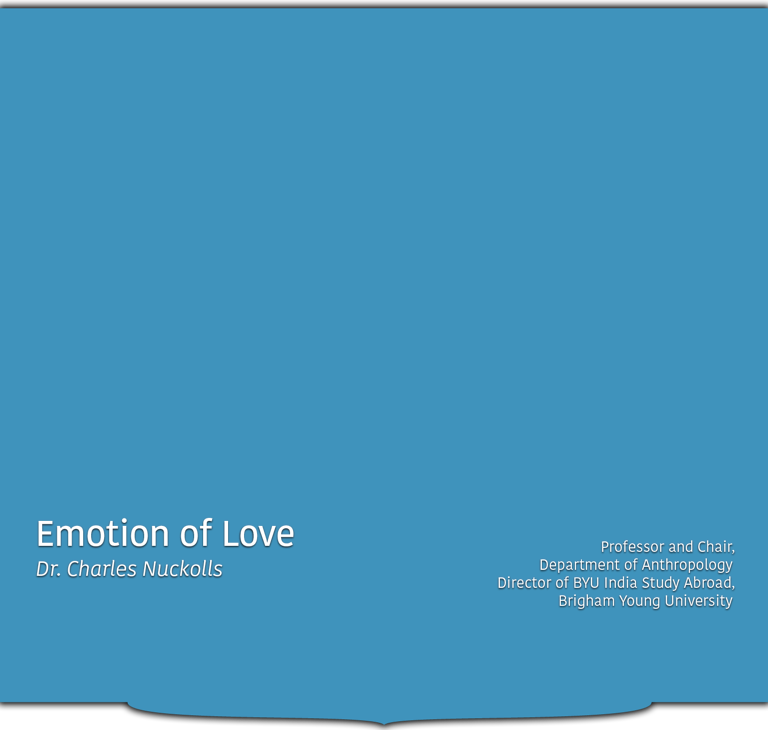 Emotion of Love
Dr. Charles Nuckolls
Professor and Chair,
Department of Anthropology
Director of BYU India Study Abroad,
Brigham Young University